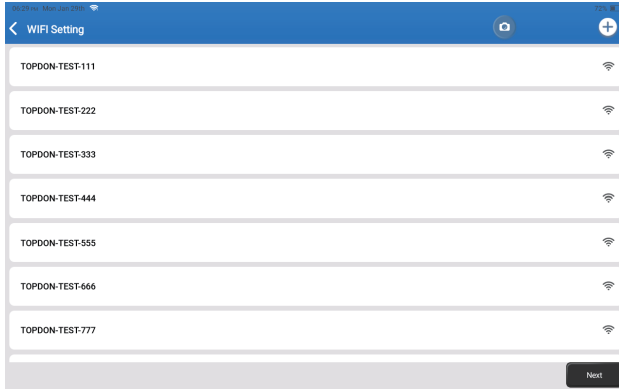 WIFI Setting
TOPDON-TEST-111
TOPDON-TEST-222
TOPDON-TEST-333
TOPDON-TEST-444
TOPDON-TEST-555
TOPDON-TEST-666
TOPDON-TEST-777
Next